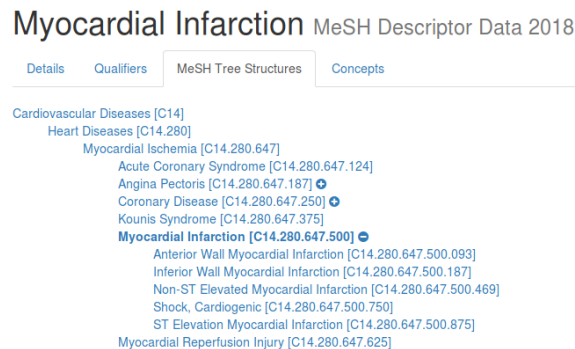 Myocardial Infarction MeSH Descriptor Data 2018
Details Qualifiers MeSH Tree Structures Concepts
Cardiovascular Diseases [C14]
Heart Diseases [C14.280]
Myocardial Ischemia [C14.280.647]
Acute Coronary Syndrome [C14.280.647.124]
Angina Pectoris [C14.280.647.187]
Coronary Disease [C14.280.647.250]
Kounis Syndrome [C14.280.647.375]
Myocardial Infarction [C14.280.647.500]
Anterior Wall Myocardial Infarction [C14.280.647.500.093]
Inferior Wall Myocardial Infarction [C14.280.647.500.187]
Non-ST Elevated Myocardial Infarction [C14.280.647.500.469]
Shock, Cardiogenic [C14.280.647.500.750]
ST Elevation Myocardial Infarction [C14.280.647.500.875]
Myocardial Reperfusion Injury [C14.280.647.625]